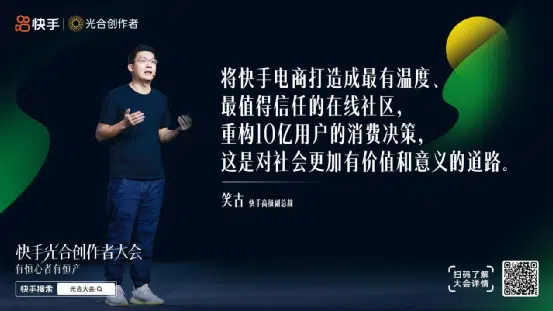 快手 光合创作者
将快手电商打造成最有温度、
最值得信任的在线社区,
重构10亿用户的消费决策,
这是对社会更加有价值和意义的道路。
笑古 快手高级副总裁
快手光合创作者大会
有恒心者有恒产
快手搜索 光合大会
扫码了解
大会详情